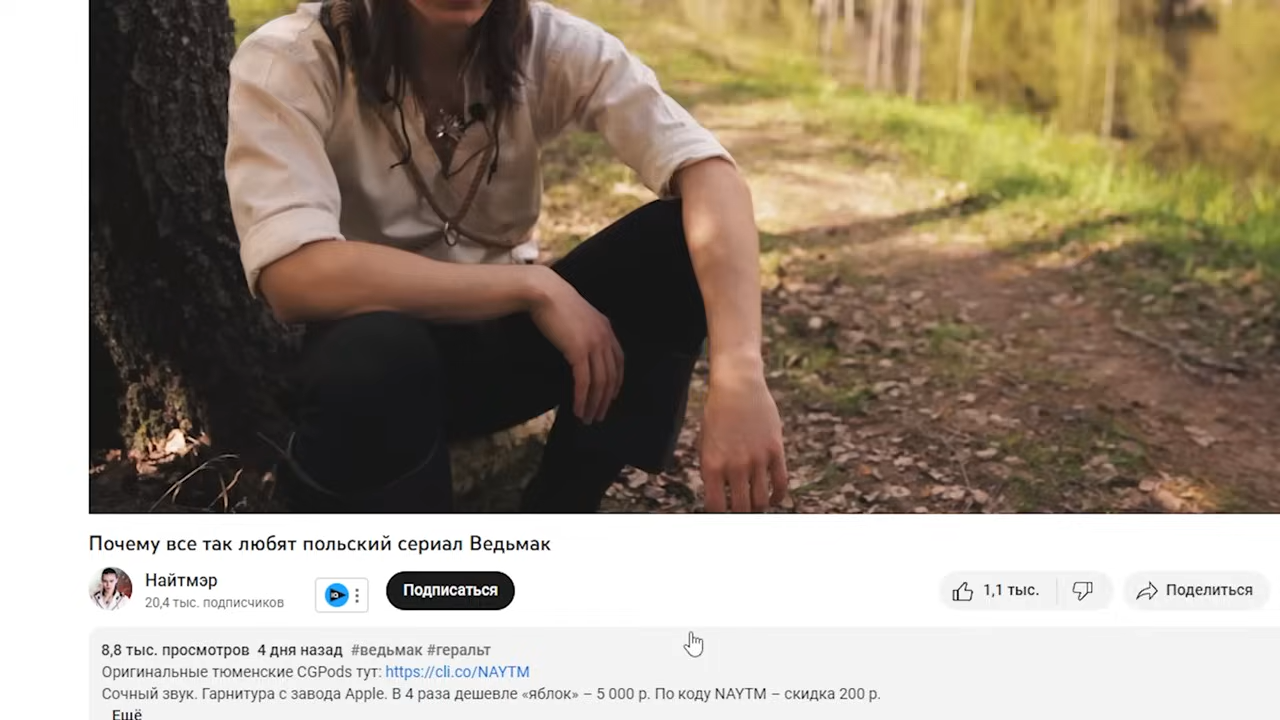 Почему все так любят польский сериал Ведьмак
Найтмэр
20,4 тыс. подписчиков
Подписаться
1,1 тыс.
Поделиться
8,8 тыс. просмотров 4 дня назад #ведьмак #геральт
Оригинальные тюменские CGPods тут: https://cli.co/NAYTM
Сочный звук. Гарнитура с завода Apple. В 4 раза дешевле «яблок» – 5 000 р. По коду NAYTM – скидка 200 р.
Ещё